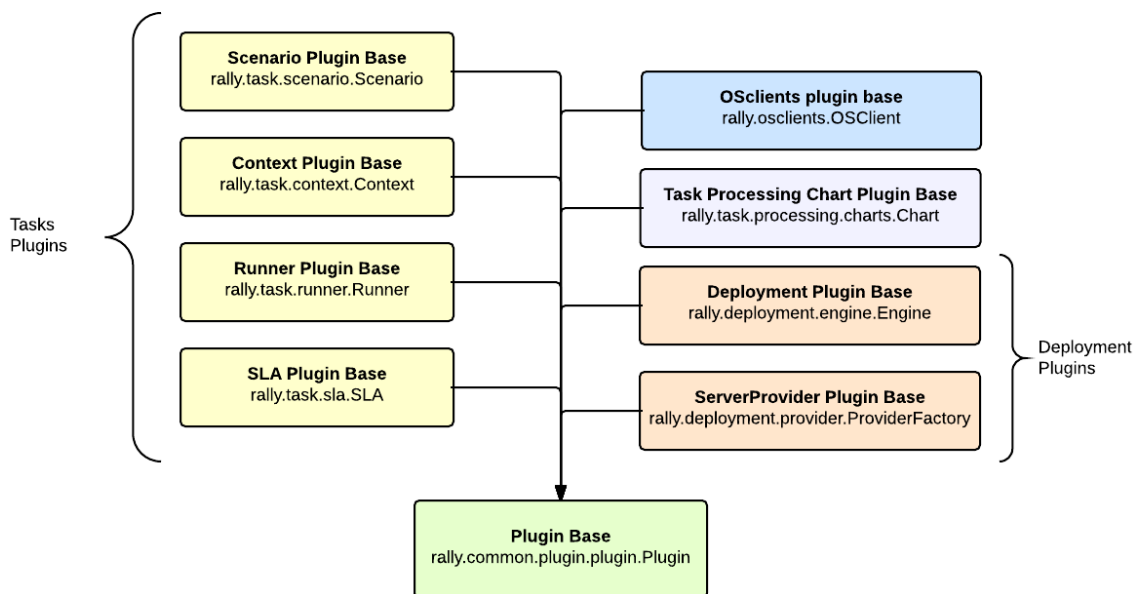 Tasks
Plugins
Scenario Plugin Base
rally.task.scenario.Scenario
Context Plugin Base
rally.task.context.Context
Runner Plugin Base
rally.task.runner.Runner
SLA Plugin Base
rally.task.sla.SLA
OSclients plugin base
rally.osclients.OSClient
Task Processing Chart Plugin Base
rally.task.processing.charts.Chart
Deployment Plugin Base
rally.deployment.engine.Engine
ServerProvider Plugin Base
rally.deployment.provider.ProviderFactory
Deployment
Plugins
Plugin Base
rally.common.plugin.plugin.Plugin